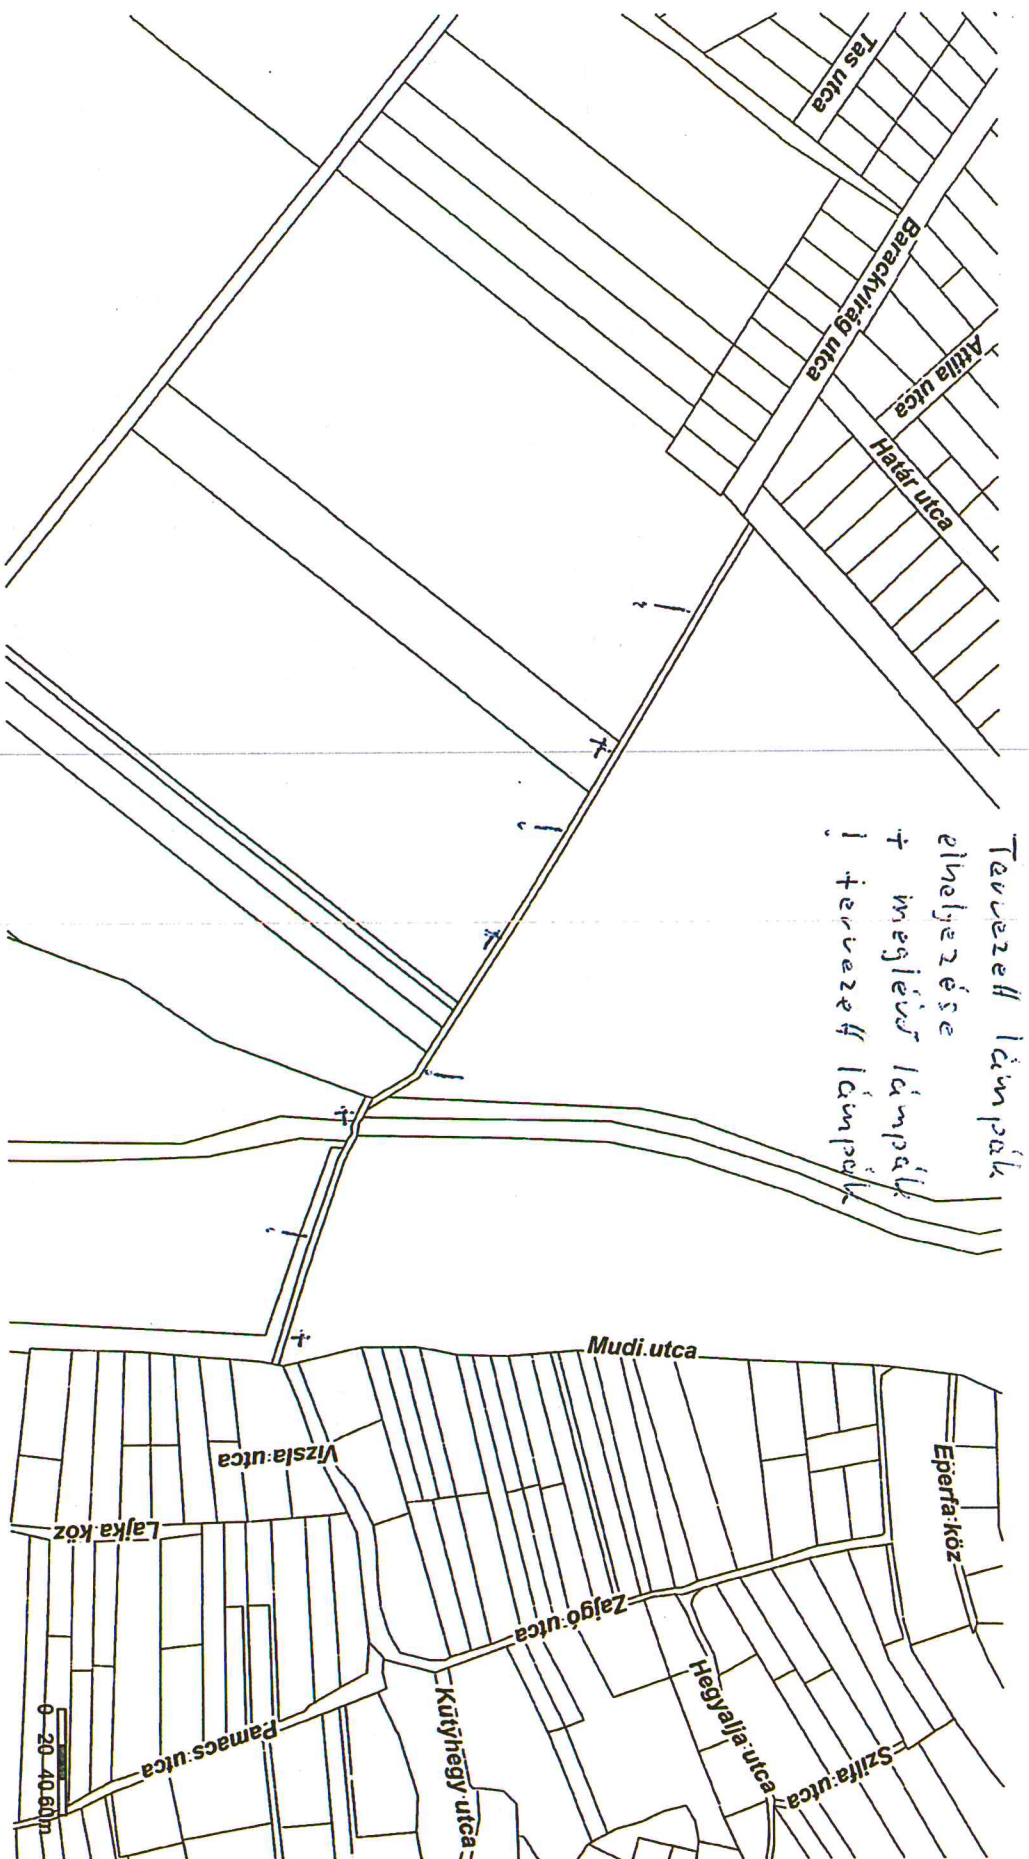 Tervezett lámpák
elhelyezése
+ meglévő lámpák
¡ tervezett lámpák
Tas utca
Barackvirág utca
Attila utca
Határ utca
Mudi utca
Vizsla utca
Lajka köz
Eperfa köz
Zajgó utca
Hegyalja utca
Szilfa utca
Kutyhegy utca
Pamacs utca
0 20 40 60m